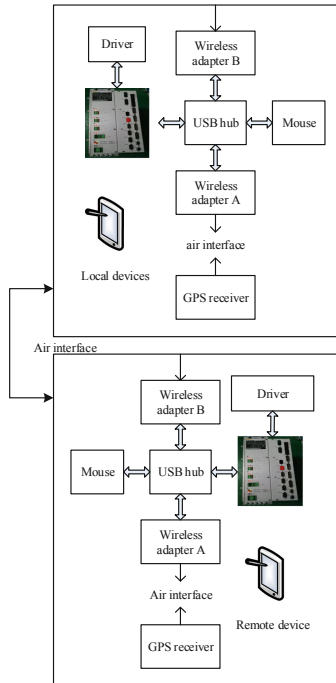 Driver
Wireless
adapter B
USB hub
Mouse
Wireless
adapter A
air interface
Local devices
GPS receiver
Air interface
Wireless
adapter B
Driver
Mouse
USB hub
Wireless
adapter A
Air interface
Remote device
GPS receiver